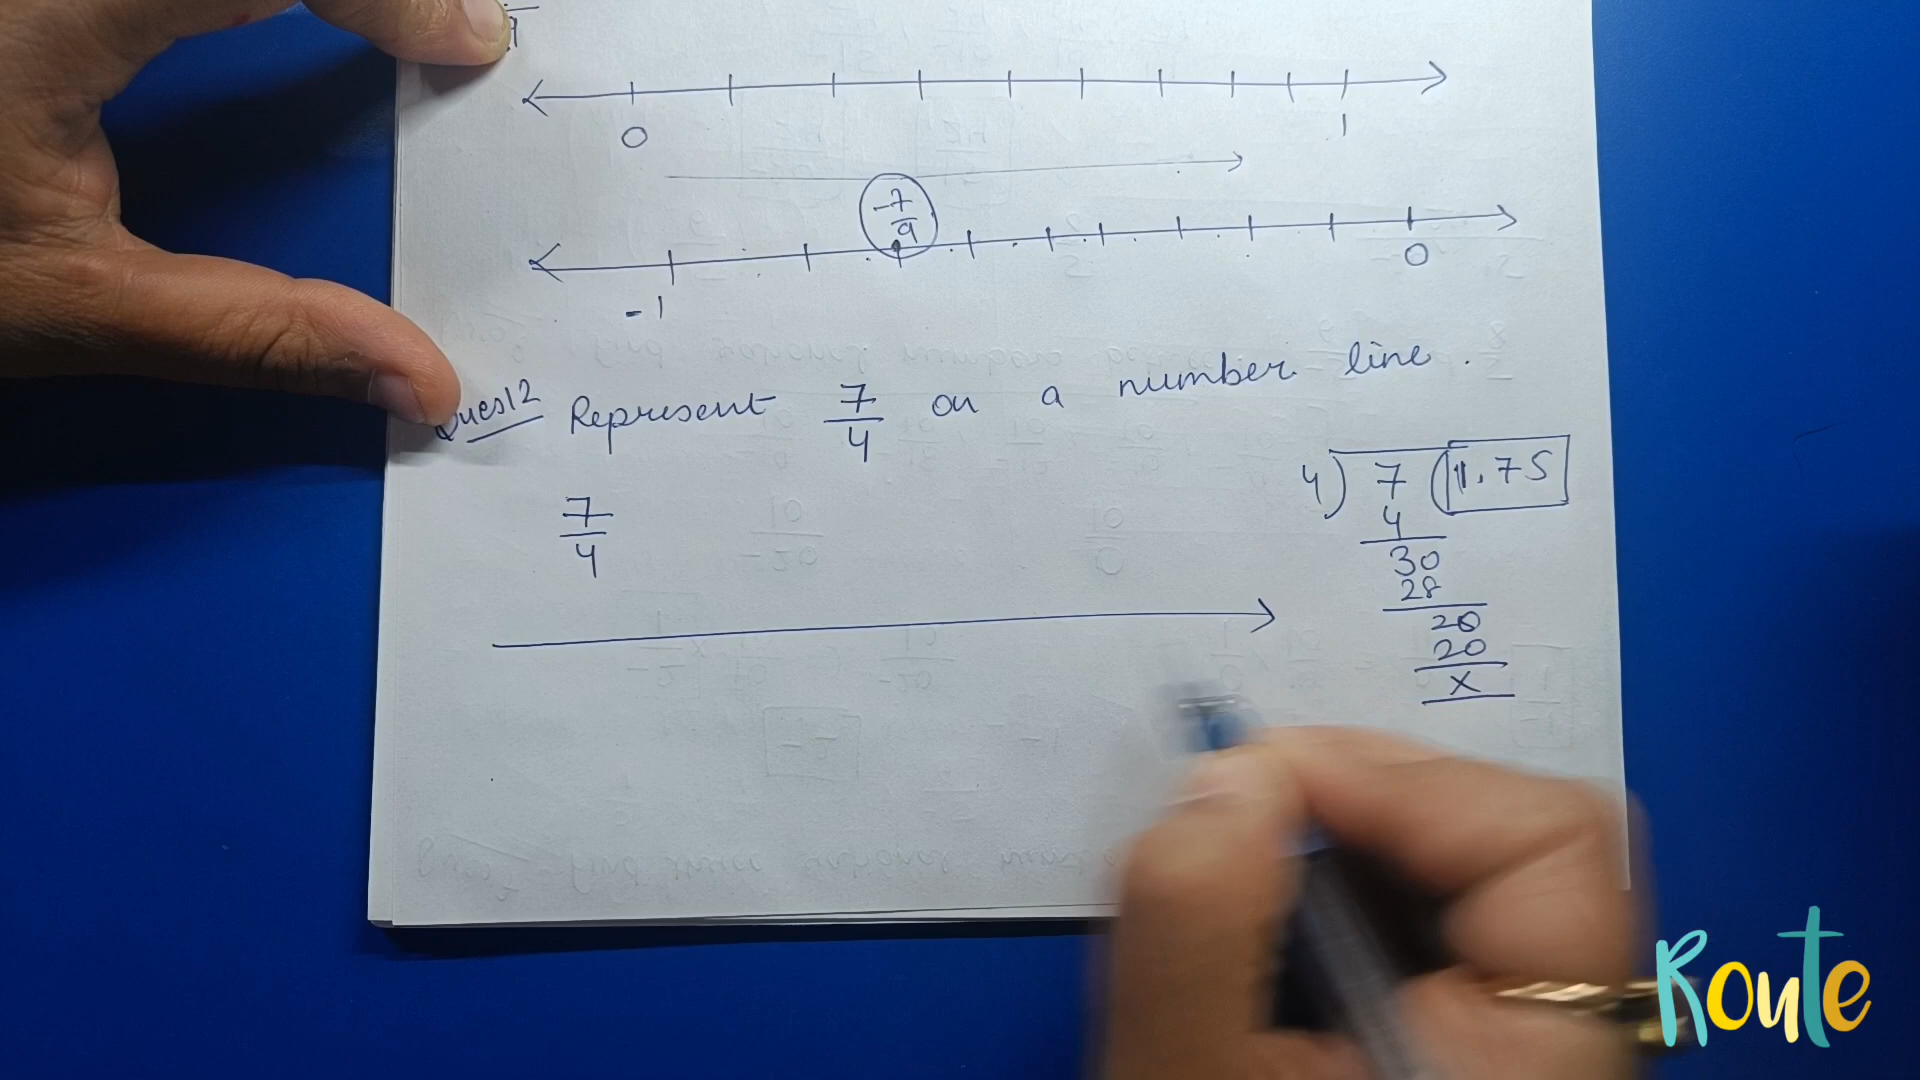 9
0 1
-7/9
-1 0
Ques12 Represent 7/4 on a number line.
7/4
4) 7 (1.75
4
30
28
20
20
x
Route